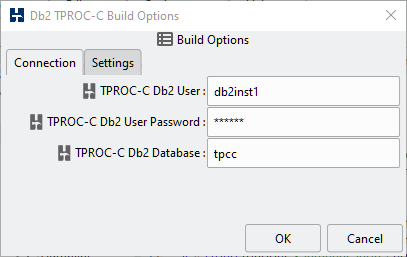 Db2 TPROC-C Build Options
Build Options
Connection Settings
TPROC-C Db2 User : db2inst1
TPROC-C Db2 User Password : ******
TPROC-C Db2 Database : tpcc
OK Cancel